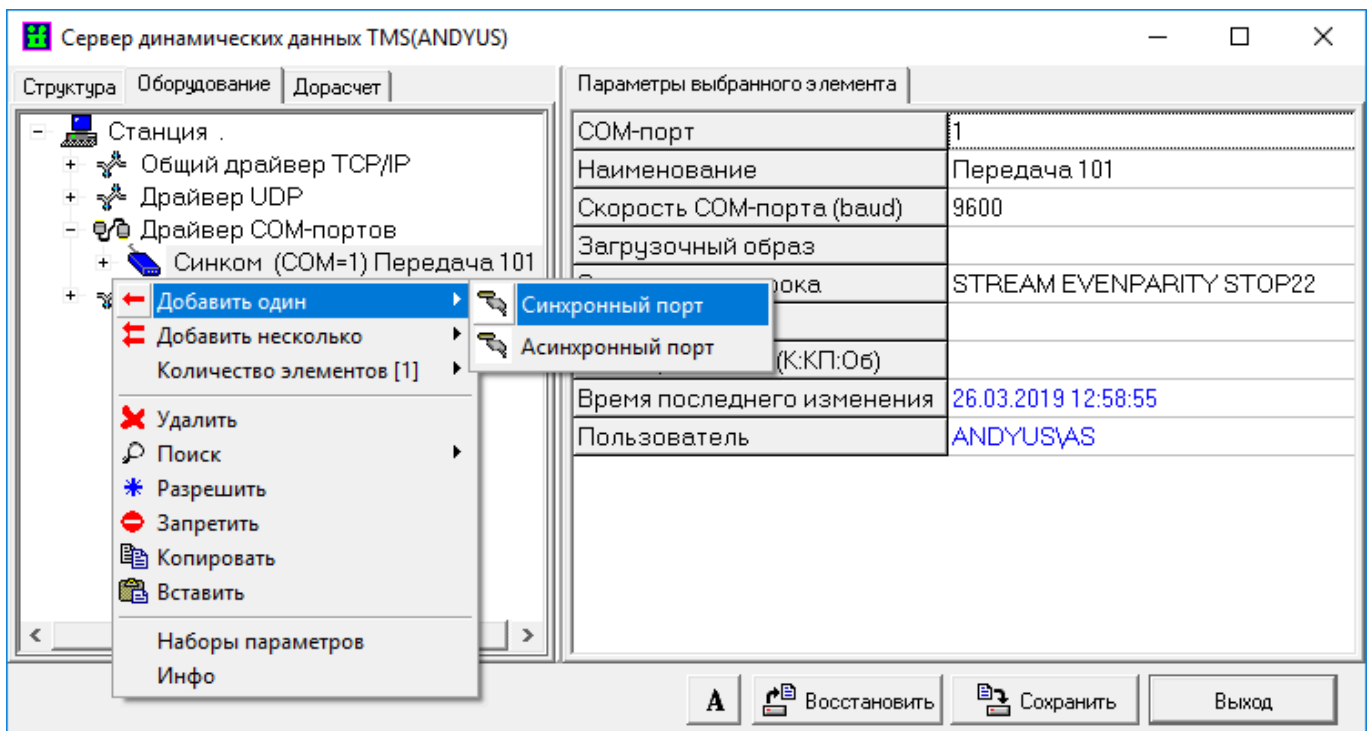 Сервер динамических данных TMS(ANDYUS)
Структура Оборудование Дорасчет
Станция .
Общий драйвер TCP/IP
Драйвер UDP
Драйвер COM-портов
Синком (COM=1) Передача 101
Добавить один
Добавить несколько
Количество элементов [1]
Удалить
Поиск
Разрешить
Запретить
Копировать
Вставить
Наборы параметров
Инфо
Синхронный порт
Асинхронный порт
Параметры выбранного элемента
COM-порт 1
Наименование Передача 101
Скорость COM-порта (baud) 9600
Загрузочный образ
STREAM EVENPARITY STOP22
(К:КП:Об)
Время последнего изменения 26.03.2019 12:58:55
Пользователь ANDYUS\AS
A Восстановить Сохранить Выход